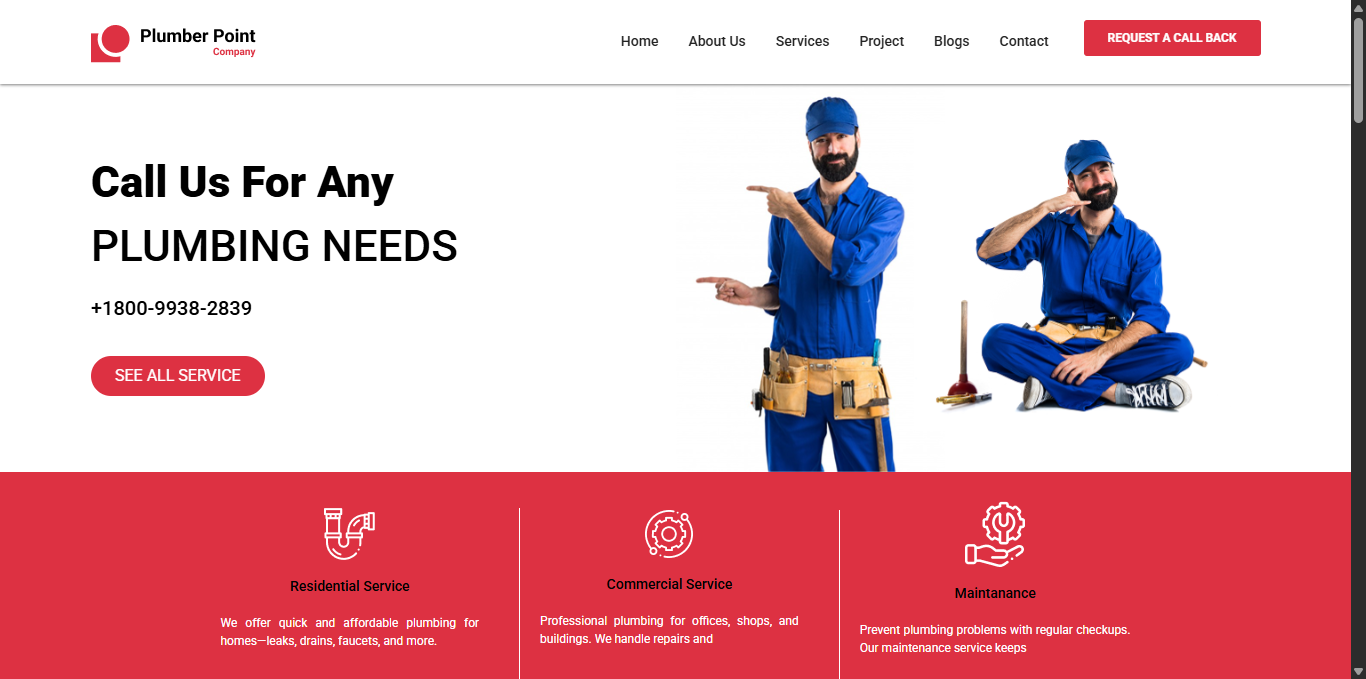 Plumber Point
Company
Home About Us Services Project Blogs Contact REQUEST A CALL BACK
Call Us For Any
PLUMBING NEEDS
+1800-9938-2839
SEE ALL SERVICE
Residential Service
We offer quick and affordable plumbing for
homes—leaks, drains, faucets, and more.
Commercial Service
Professional plumbing for offices, shops, and
buildings. We handle repairs and
Maintanance
Prevent plumbing problems with regular checkups.
Our maintenance service keeps